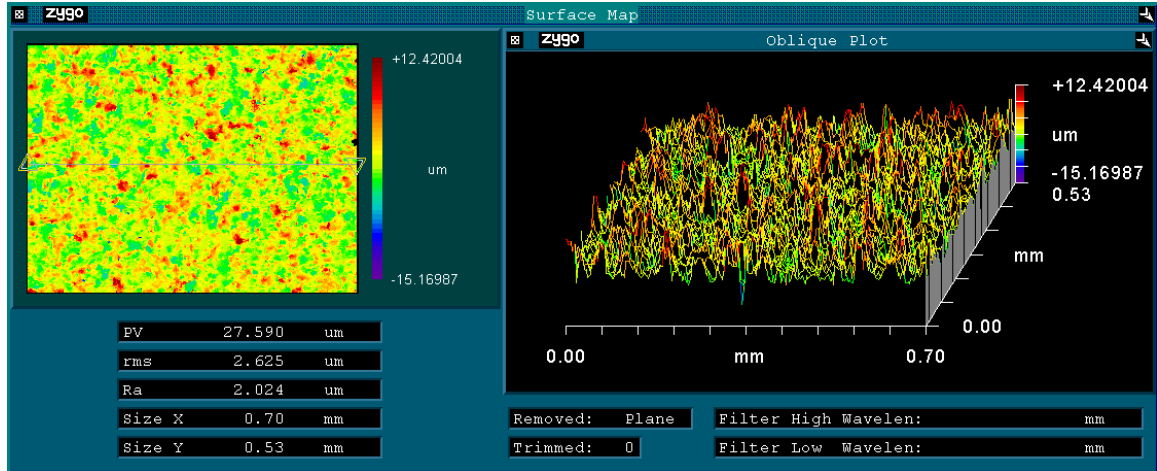 zygo Surface Map
+12.42004
um
-15.16987
PV 27.590 um
rms 2.625 um
Ra 2.024 um
Size X 0.70 mm
Size Y 0.53 mm
zygo Oblique Plot
+12.42004
um
-15.16987
0.53
mm
0.00
0.00 mm 0.70
Removed: Plane
Filter High Wavelen: mm
Trimmed: 0
Filter Low Wavelen: mm